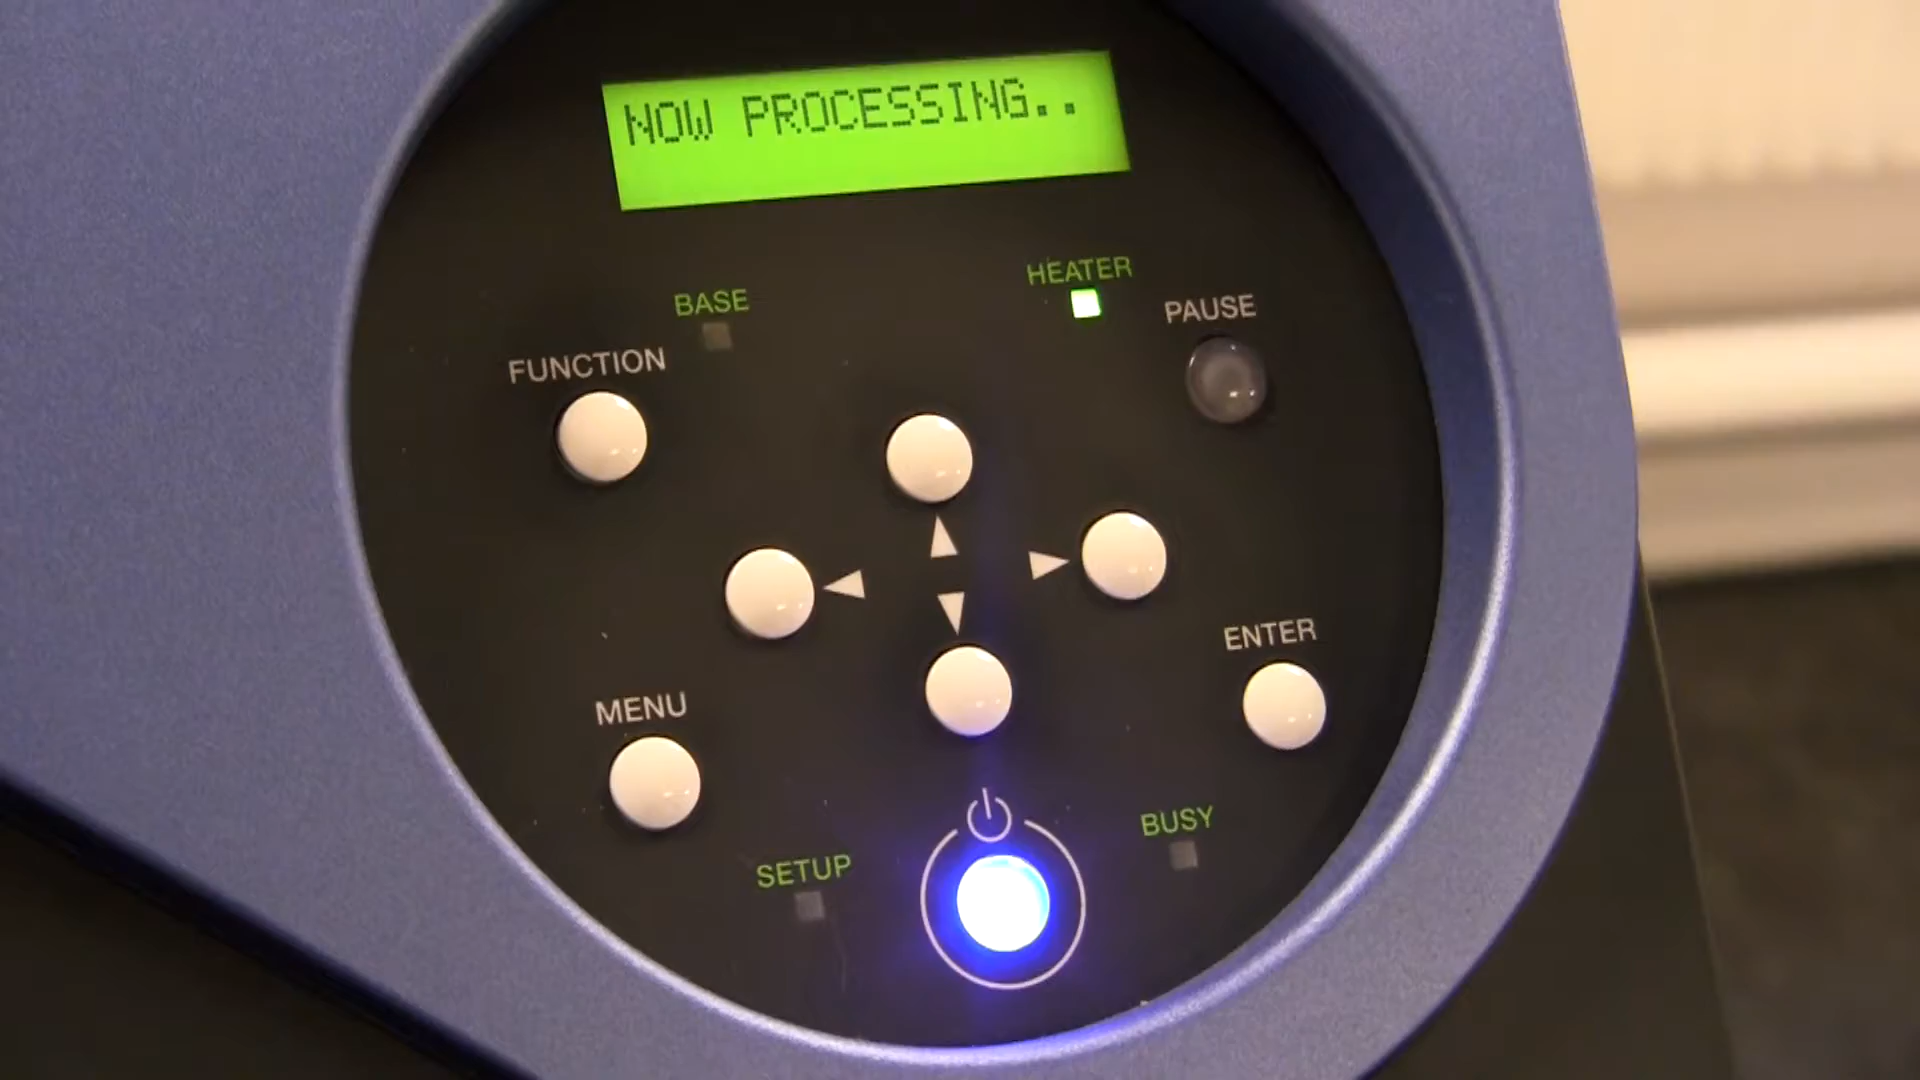 NOW PROCESSING..
HEATER
BASE
PAUSE
FUNCTION
ENTER
MENU
BUSY
SETUP